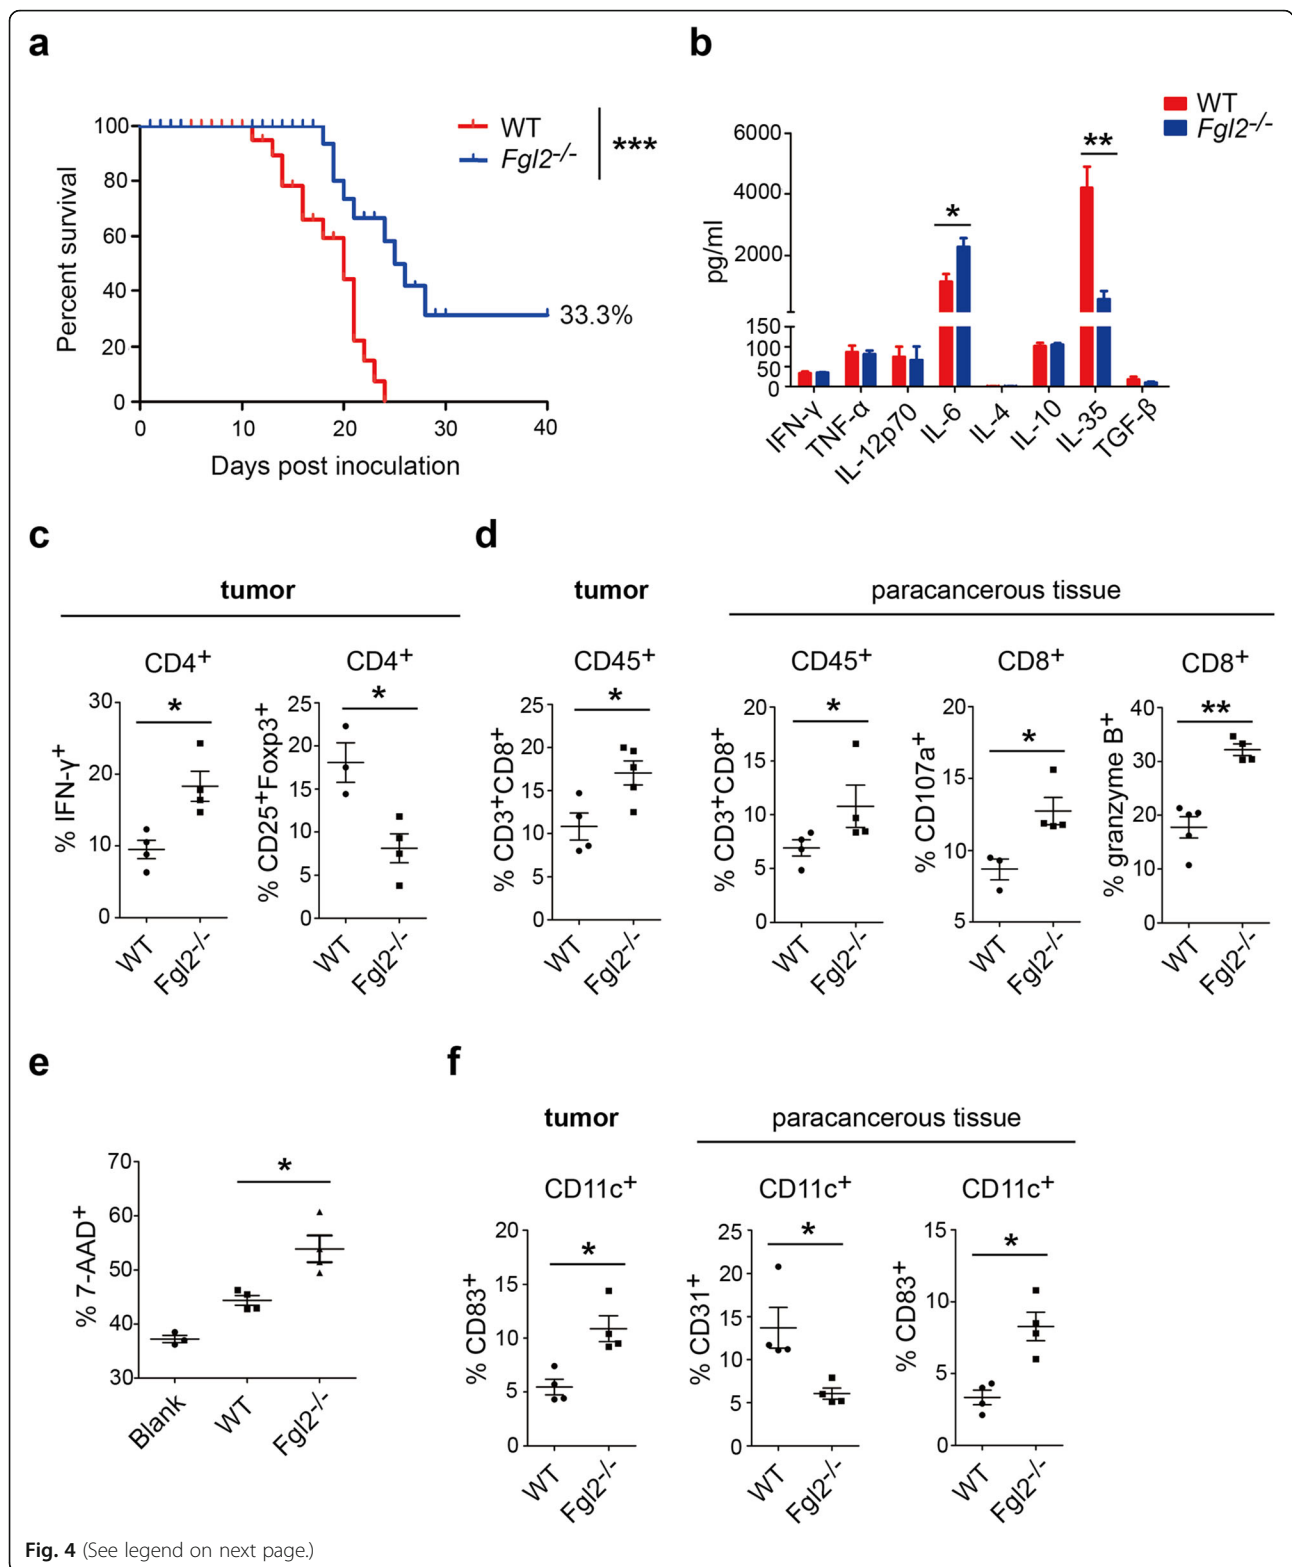 a
WT
Fgl2-/-
***
100
80
60
40
20
0
Percent survival
33.3%
0 10 20 30 40
Days post inoculation
b
WT
Fgl2-/-
6000
4000
2000
150
100
50
0
pg/ml
*
**
IFN-γ TNF-α IL-12p70 IL-6 IL-4 IL-10 IL-35 TGF-β
c
tumor
CD4+
*
30
20
10
0
% IFN-γ+
WT Fgl2-/-
CD4+
*
25
20
15
10
5
0
% CD25+Foxp3+
WT Fgl2-/-
d
tumor
CD45+
*
25
20
15
10
5
0
% CD3+CD8+
WT Fgl2-/-
paracancerous tissue
CD45+
*
20
15
10
5
0
% CD3+CD8+
WT Fgl2-/-
CD8+
*
20
15
10
5
% CD107a+
WT Fgl2-/-
CD8+
**
40
30
20
10
0
% granzyme B+
WT Fgl2-/-
e
*
70
60
50
40
30
% 7-AAD+
Blank WT Fgl2-/-
f
tumor
CD11c+
*
20
15
10
5
0
% CD83+
WT Fgl2-/-
paracancerous tissue
CD11c+
*
25
20
15
10
5
0
% CD31+
WT Fgl2-/-
CD11c+
*
15
10
5
0
% CD83+
WT Fgl2-/-
Fig. 4 (See legend on next page.)